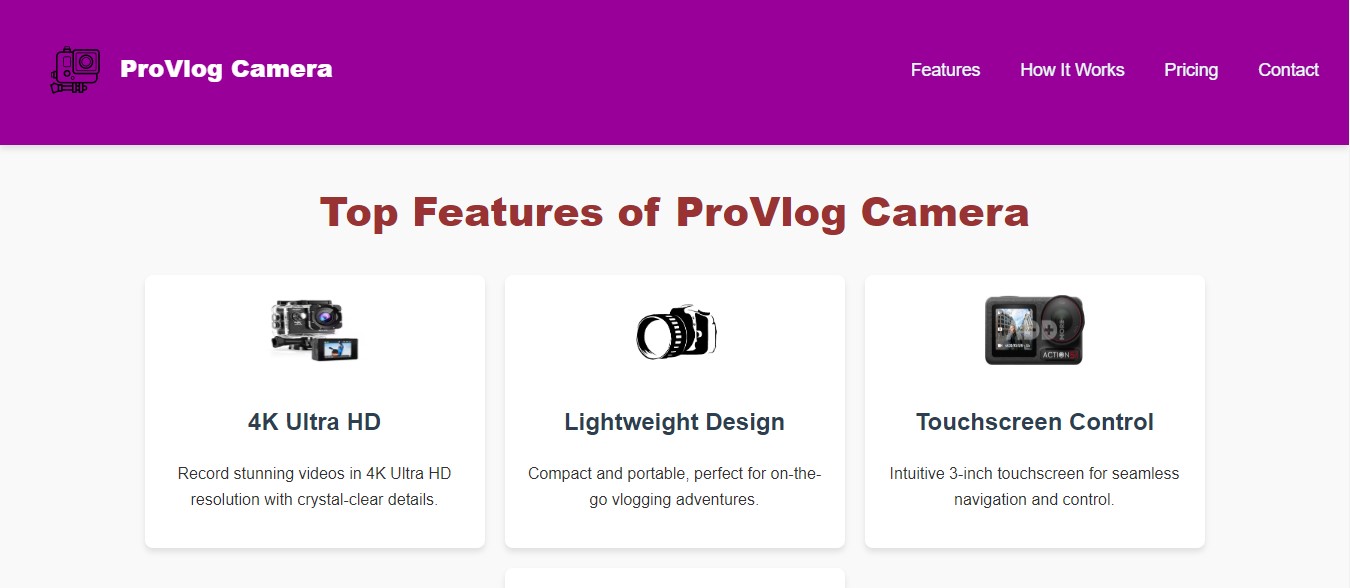 ProVlog Camera
Features
How It Works
Pricing
Contact
Top Features of ProVlog Camera
4K Ultra HD
Record stunning videos in 4K Ultra HD
resolution with crystal-clear details.
Lightweight Design
Compact and portable, perfect for on-the-
go vlogging adventures.
ACTION
Touchscreen Control
Intuitive 3-inch touchscreen for seamless
navigation and control.